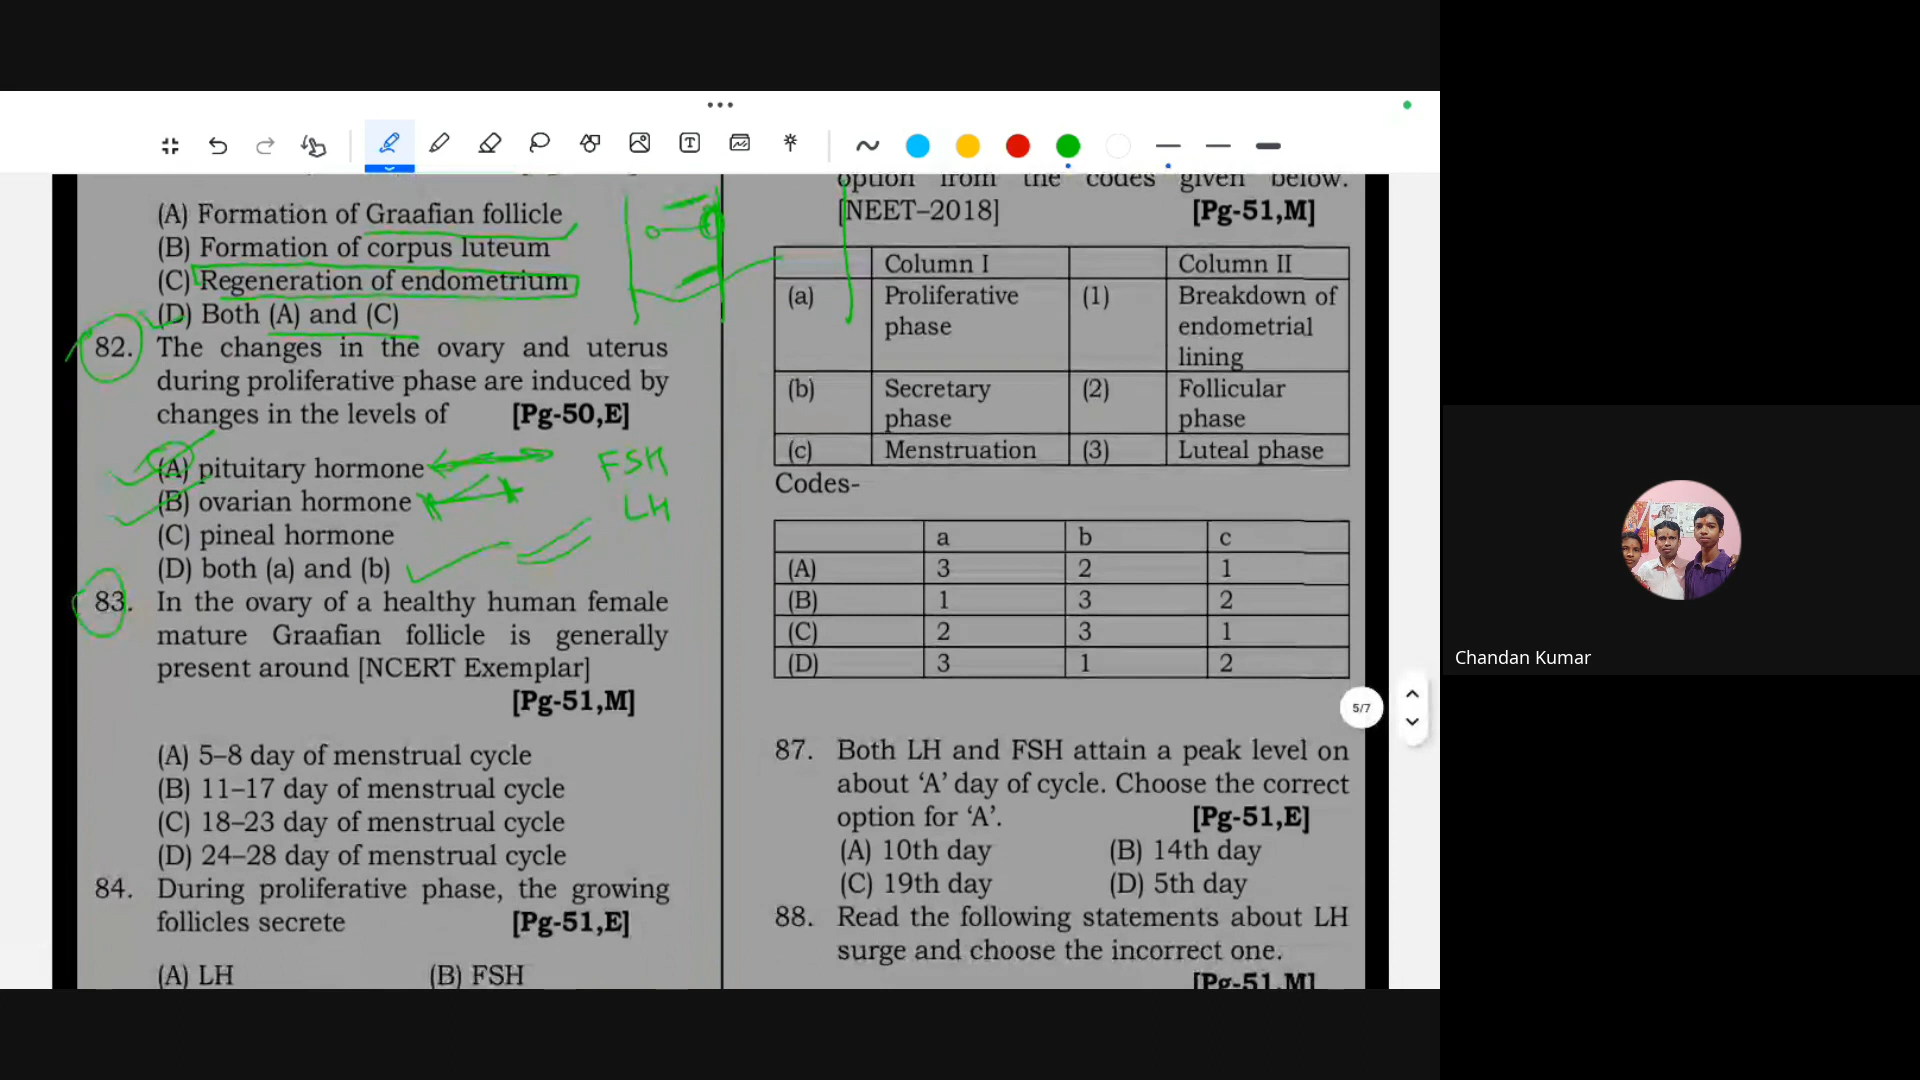 (A) Formation of Graafian follicle
(B) Formation of corpus luteum
(C) Regeneration of endometrium
(D) Both (A) and (C)
82. The changes in the ovary and uterus
during proliferative phase are induced by
changes in the levels of [Pg-50,E]
(A) pituitary hormone FSH
(B) ovarian hormone LH
(C) pineal hormone
(D) both (a) and (b)
83. In the ovary of a healthy human female
mature Graafian follicle is generally
present around [NCERT Exemplar]
[Pg-51,M]
(A) 5–8 day of menstrual cycle
(B) 11–17 day of menstrual cycle
(C) 18–23 day of menstrual cycle
(D) 24–28 day of menstrual cycle
84. During proliferative phase, the growing
follicles secrete [Pg-51,E]
(A) LH (B) FSH
option from the codes given below.
[NEET–2018] [Pg-51,M]
Column I Column II
(a) Proliferative phase (1) Breakdown of endometrial lining
(b) Secretary phase (2) Follicular phase
(c) Menstruation (3) Luteal phase
Codes-
a b c
(A) 3 2 1
(B) 1 3 2
(C) 2 3 1
(D) 3 1 2
87. Both LH and FSH attain a peak level on
about ‘A’ day of cycle. Choose the correct
option for ‘A’. [Pg-51,E]
(A) 10th day (B) 14th day
(C) 19th day (D) 5th day
88. Read the following statements about LH
surge and choose the incorrect one.
[Pg-51,M]
5/7
Chandan Kumar